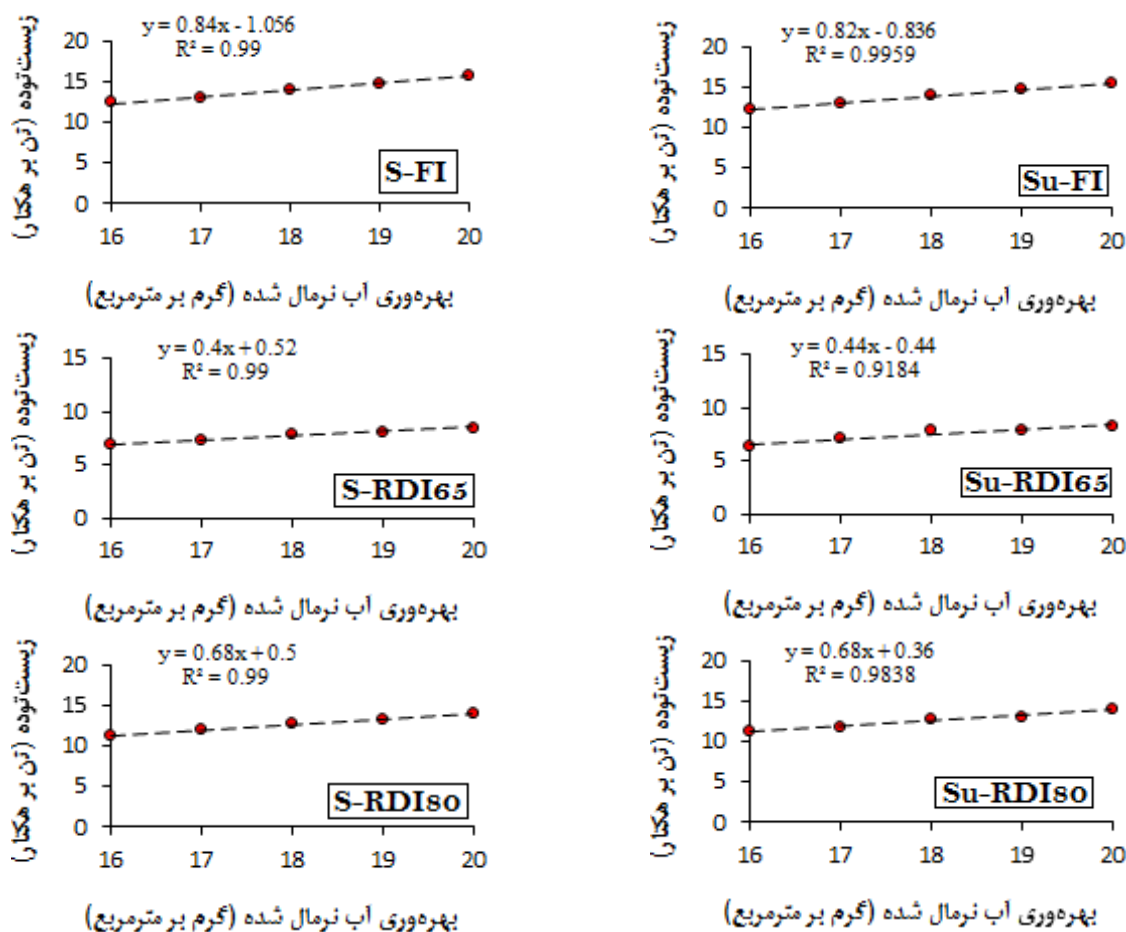 y = 0.84x - 1.056
R² = 0.99
زیست‌توده (تن بر هکتار)
20
15
10
5
0
S-FI
16 17 18 19 20
بهره‌وری آب نرمال شده (گرم بر مترمربع)
y = 0.82x - 0.836
R² = 0.9959
زیست‌توده (تن بر هکتار)
20
15
10
5
0
Su-FI
16 17 18 19 20
بهره‌وری آب نرمال شده (گرم بر مترمربع)
y = 0.4x + 0.52
R² = 0.99
زیست‌توده (تن بر هکتار)
15
10
5
0
S-RDI65
16 17 18 19 20
بهره‌وری آب نرمال شده (گرم بر مترمربع)
y = 0.44x - 0.44
R² = 0.9184
زیست‌توده (تن بر هکتار)
15
10
5
0
Su-RDI65
16 17 18 19 20
بهره‌وری آب نرمال شده (گرم بر مترمربع)
y = 0.68x + 0.5
R² = 0.99
زیست‌توده (تن بر هکتار)
20
15
10
5
0
S-RDI80
16 17 18 19 20
بهره‌وری آب نرمال شده (گرم بر مترمربع)
y = 0.68x + 0.36
R² = 0.9838
زیست‌توده (تن بر هکتار)
20
15
10
5
0
Su-RDI80
16 17 18 19 20
بهره‌وری آب نرمال شده (گرم بر مترمربع)